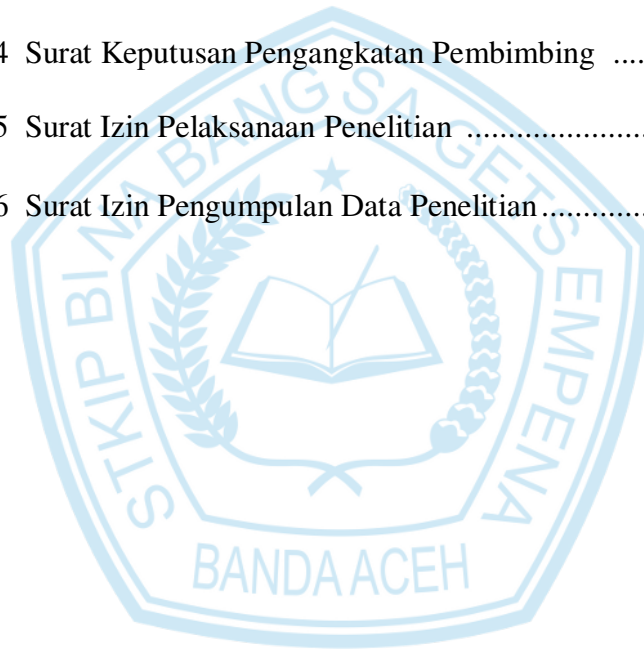 4 Surat Keputusan Pengangkatan Pembimbing ....
5 Surat Izin Pelaksanaan Penelitian ......................
6 Surat Izin Pengumpulan Data Penelitian.............
STKIP BINA BANGSA GETSEMPENA
BANDA ACEH